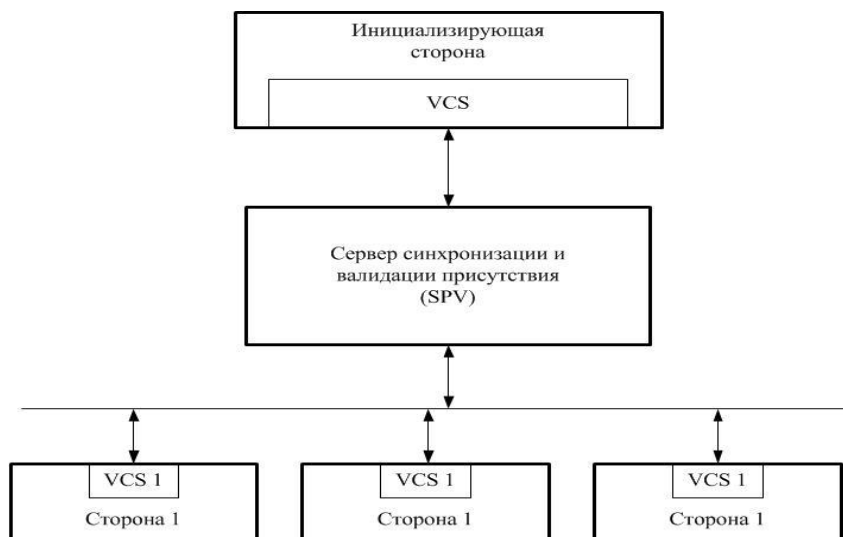 Инициализирующая
сторона
VCS
Сервер синхронизации и
валидации присутствия
(SPV)
VCS 1
VCS 1
VCS 1
Сторона 1
Сторона 1
Сторона 1